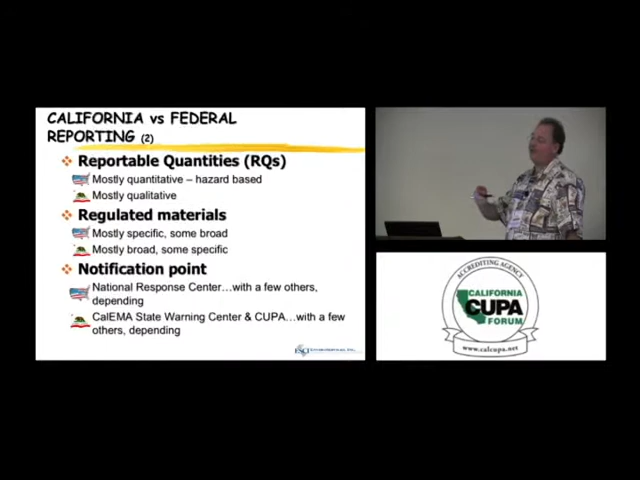 CALIFORNIA vs FEDERAL
REPORTING (2)
Reportable Quantities (RQs)
Mostly quantitative – hazard based
Mostly qualitative
Regulated materials
Mostly specific, some broad
Mostly broad, some specific
Notification point
National Response Center…with a few others,
depending
CalEMA State Warning Center & CUPA…with a few
others, depending
ACCREDITING AGENCY
CALIFORNIA
CUPA
FORUM
www.calcupa.net